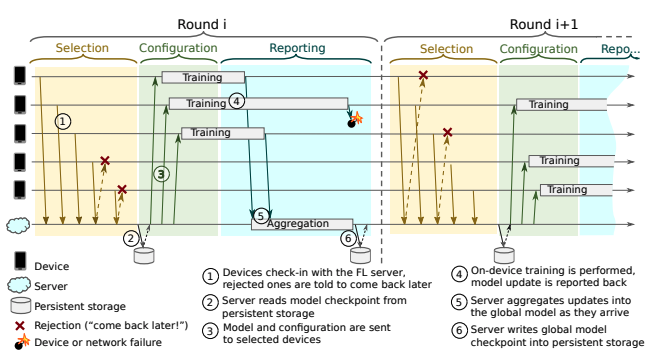 Round i
Round i+1
Selection
Configuration
Reporting
Selection
Configuration
Repo...
Training
Training
4
Training
Training
1
Training
3
Training
Training
5
Aggregation
2
6
Device
Server
Persistent storage
Rejection (“come back later!”)
Device or network failure
1 Devices check-in with the FL server,
rejected ones are told to come back later
2 Server reads model checkpoint from
persistent storage
3 Model and configuration are sent
to selected devices
4 On-device training is performed,
model update is reported back
5 Server aggregates updates into
the global model as they arrive
6 Server writes global model
checkpoint into persistent storage